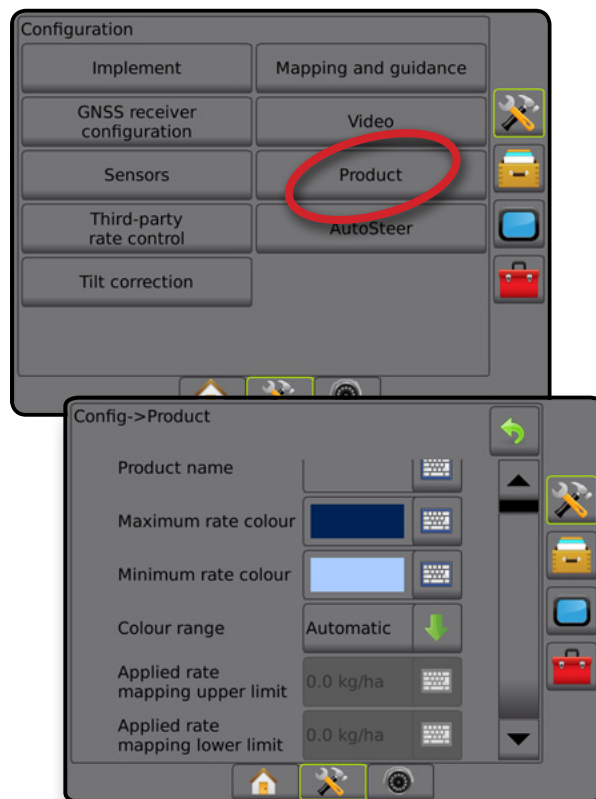 Configuration
Implement
Mapping and guidance
GNSS receiver
configuration
Video
Sensors
Product
Third-party
rate control
AutoSteer
Tilt correction
Config->Product
Product name
Maximum rate colour
Minimum rate colour
Colour range
Automatic
Applied rate
mapping upper limit
0.0 kg/ha
Applied rate
mapping lower limit
0.0 kg/ha